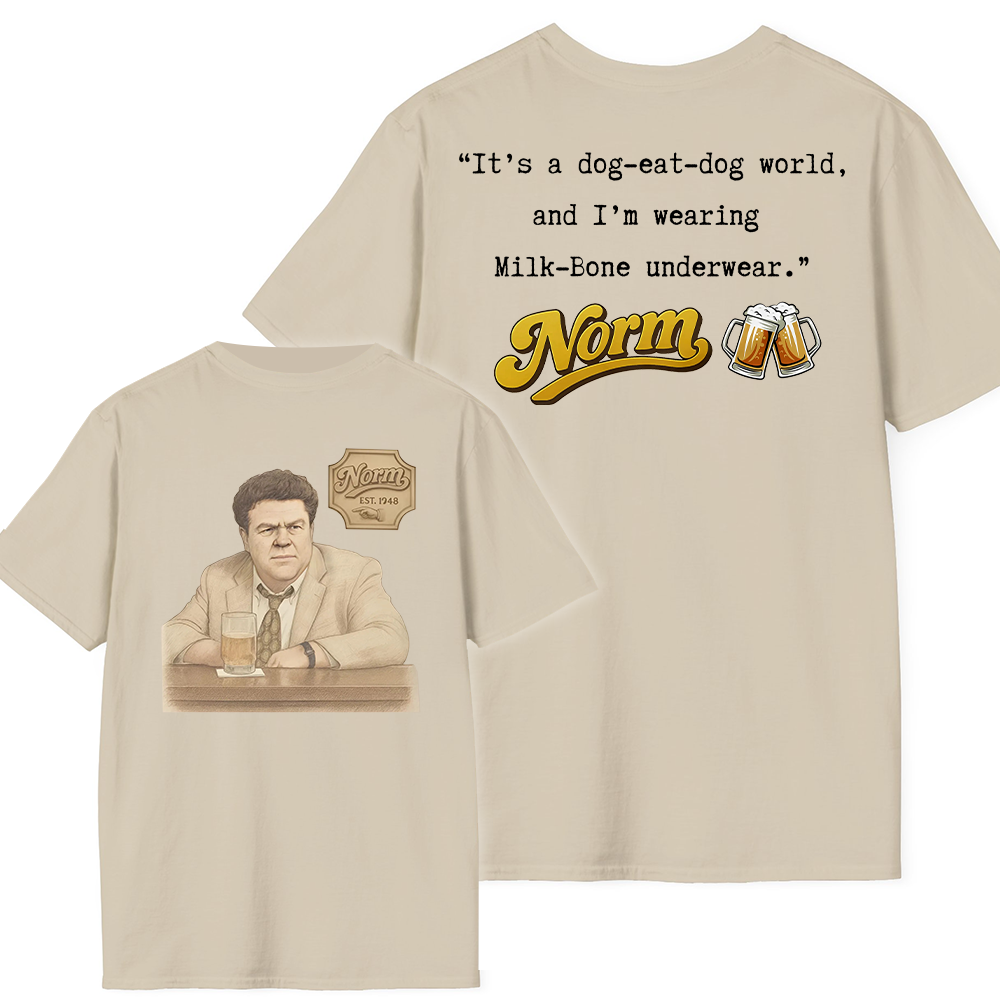 “It’s a dog-eat-dog world,
and I’m wearing
Milk-Bone underwear.”
Norm
Norm
EST. 1948